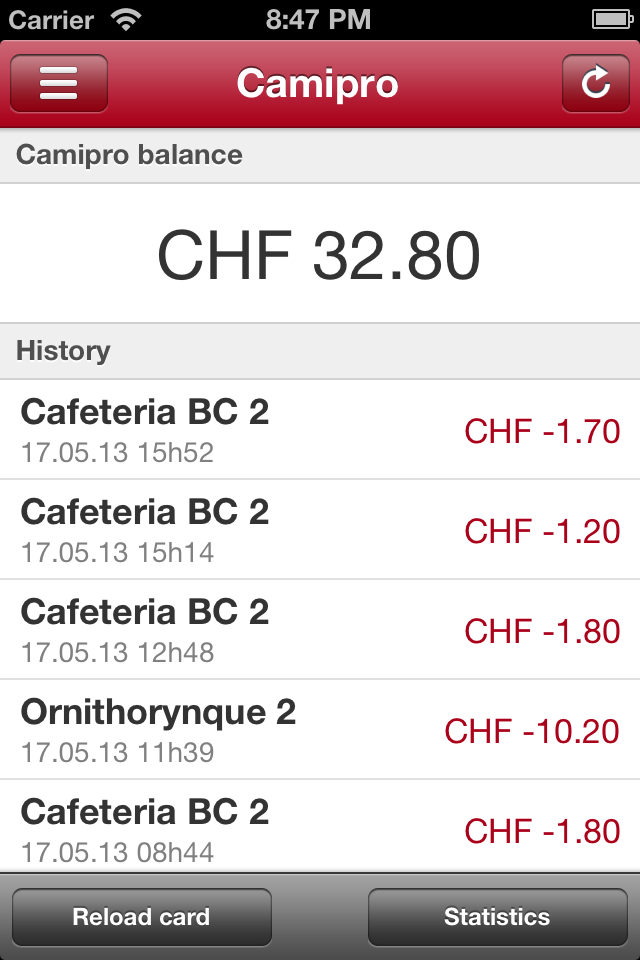 Carrier 8:47 PM
Camipro
Camipro balance
CHF 32.80
History
Cafeteria BC 2
17.05.13 15h52
CHF -1.70
Cafeteria BC 2
17.05.13 15h14
CHF -1.20
Cafeteria BC 2
17.05.13 12h48
CHF -1.80
Ornithorynque 2
17.05.13 11h39
CHF -10.20
Cafeteria BC 2
17.05.13 08h44
CHF -1.80
Reload card
Statistics